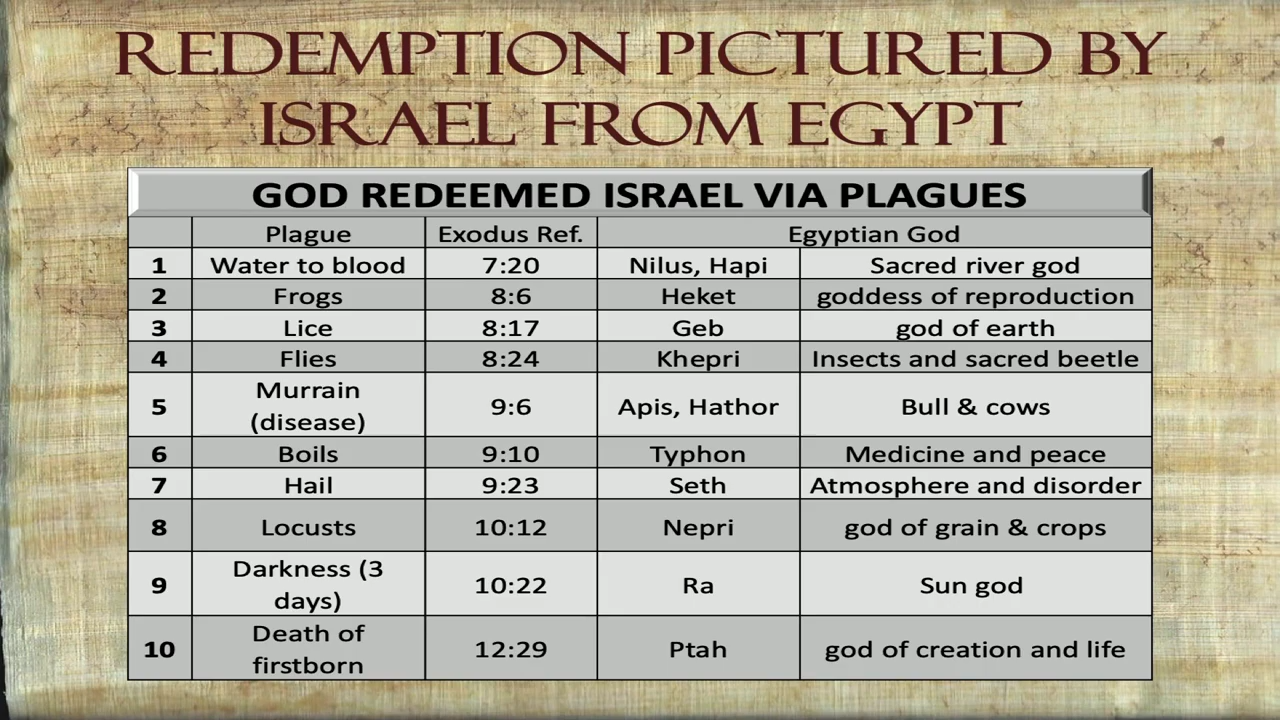 REDEMPTION PICTURED BY
ISRAEL FROM EGYPT
GOD REDEEMED ISRAEL VIA PLAGUES
Plague Exodus Ref. Egyptian God
1 Water to blood 7:20 Nilus, Hapi Sacred river god
2 Frogs 8:6 Heket goddess of reproduction
3 Lice 8:17 Geb god of earth
4 Flies 8:24 Khepri Insects and sacred beetle
5 Murrain (disease) 9:6 Apis, Hathor Bull & cows
6 Boils 9:10 Typhon Medicine and peace
7 Hail 9:23 Seth Atmosphere and disorder
8 Locusts 10:12 Nepri god of grain & crops
9 Darkness (3 days) 10:22 Ra Sun god
10 Death of firstborn 12:29 Ptah god of creation and life